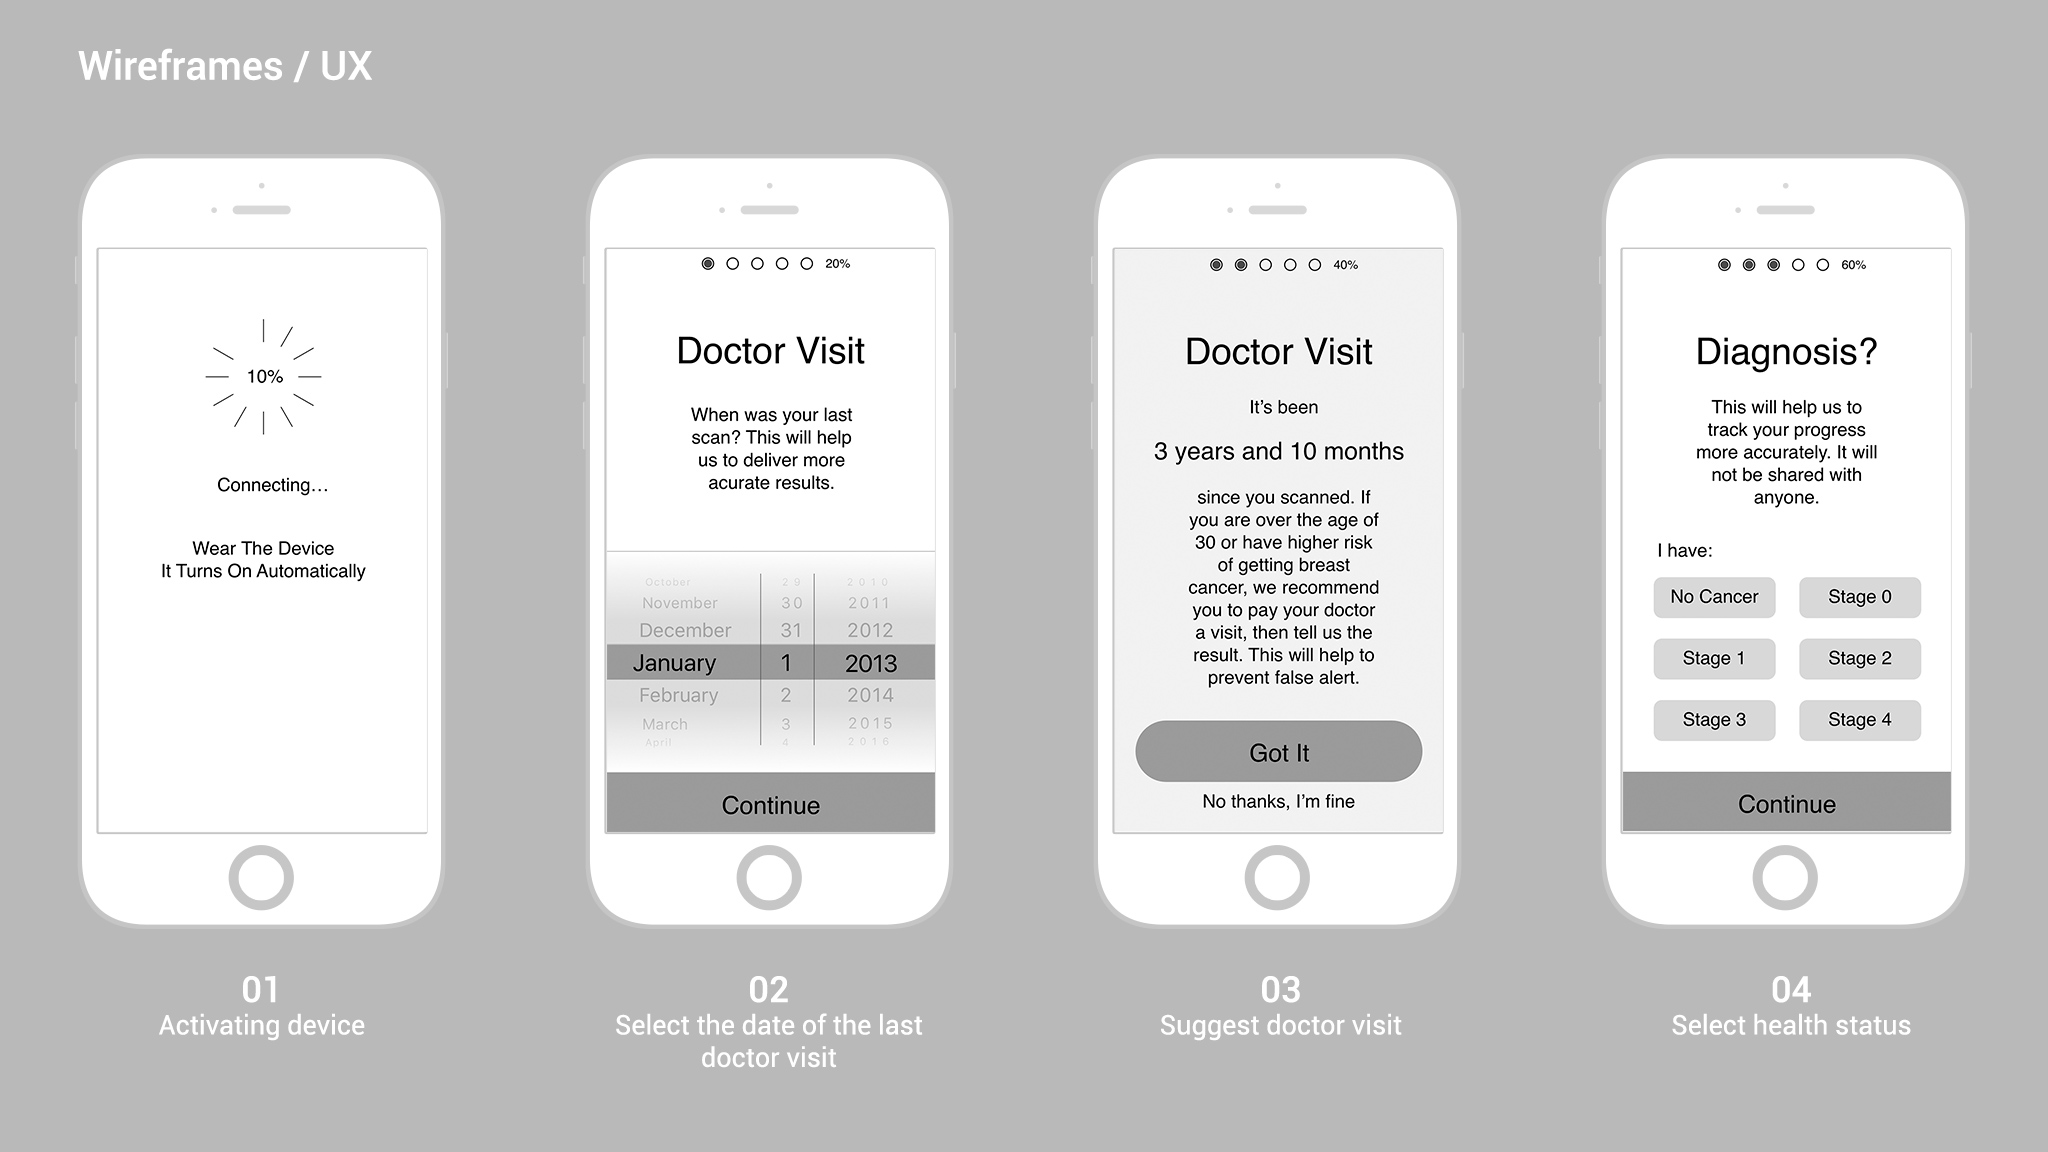 Wireframes / UX
10%
Connecting...
Wear The Device
It Turns On Automatically
01
Activating device
20%
Doctor Visit
When was your last
scan? This will help
us to deliver more
acurate results.
October 29 2010
November 30 2011
December 31 2012
January 1 2013
February 2 2014
March 3 2015
April 4 2016
Continue
02
Select the date of the last
doctor visit
40%
Doctor Visit
It's been
3 years and 10 months
since you scanned. If
you are over the age of
30 or have higher risk
of getting breast
cancer, we recommend
you to pay your doctor
a visit, then tell us the
result. This will help to
prevent false alert.
Got It
No thanks, I'm fine
03
Suggest doctor visit
60%
Diagnosis?
This will help us to
track your progress
more accurately. It will
not be shared with
anyone.
I have:
No Cancer Stage 0
Stage 1 Stage 2
Stage 3 Stage 4
Continue
04
Select health status